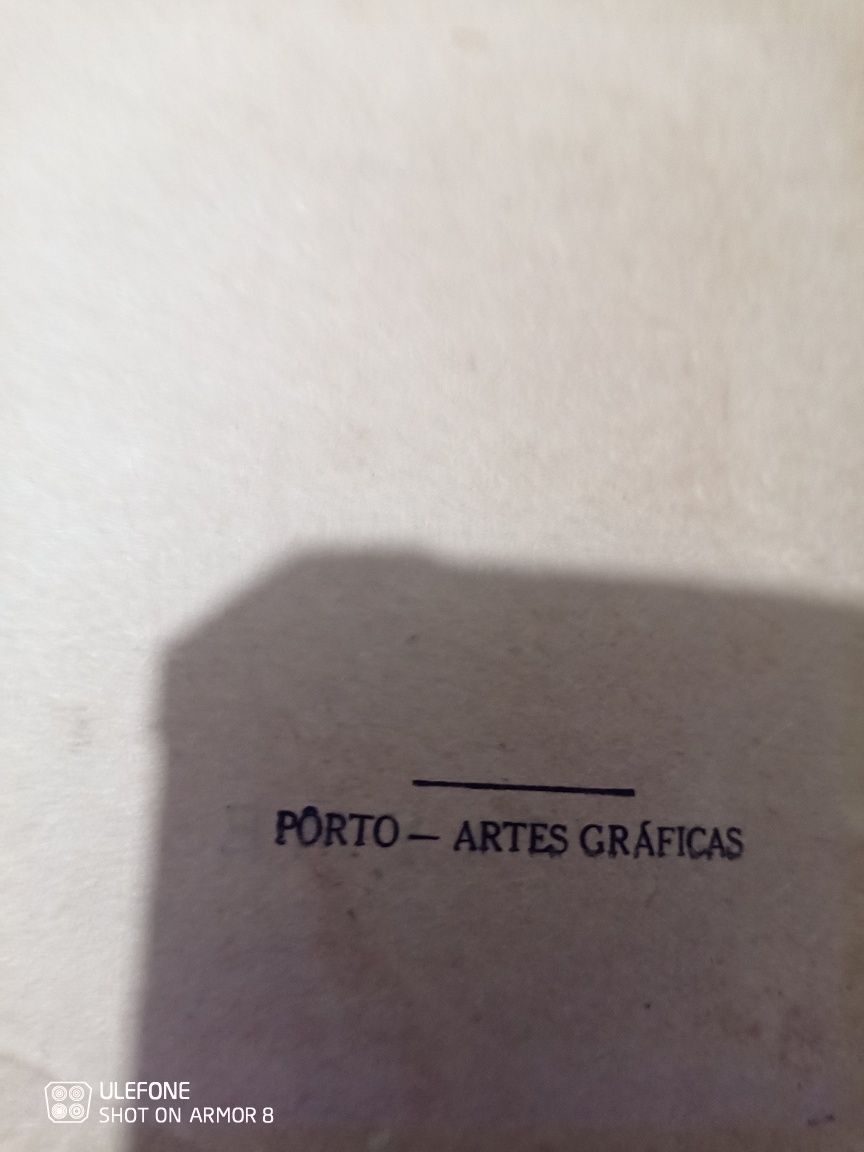 PÔRTO — ARTES GRÁFICAS
ULEFONE
SHOT ON ARMOR 8